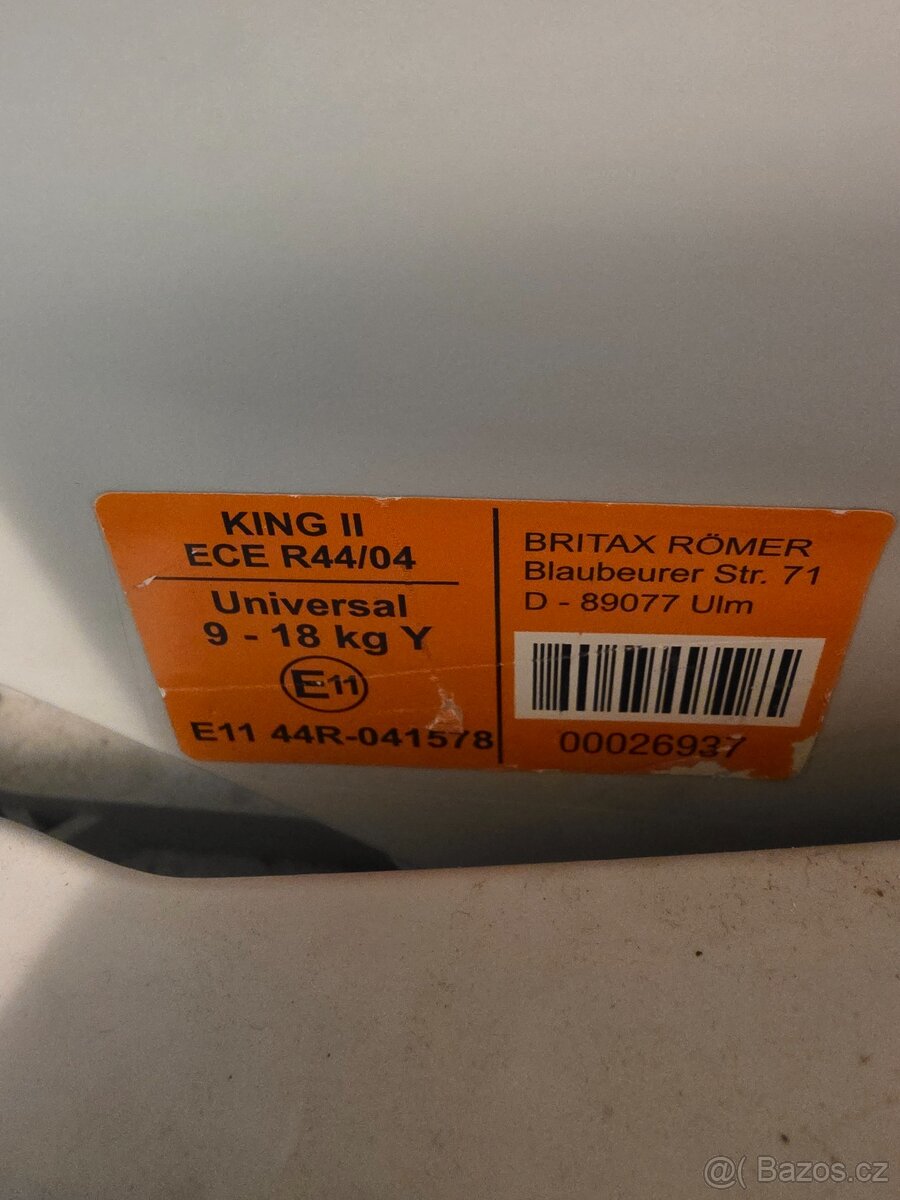 KING II
ECE R44/04
Universal
9 - 18 kg Y
E11
E11 44R-041578
BRITAX RÖMER
Blaubeurer Str. 71
D - 89077 Ulm
00026937
@( Bazos.cz